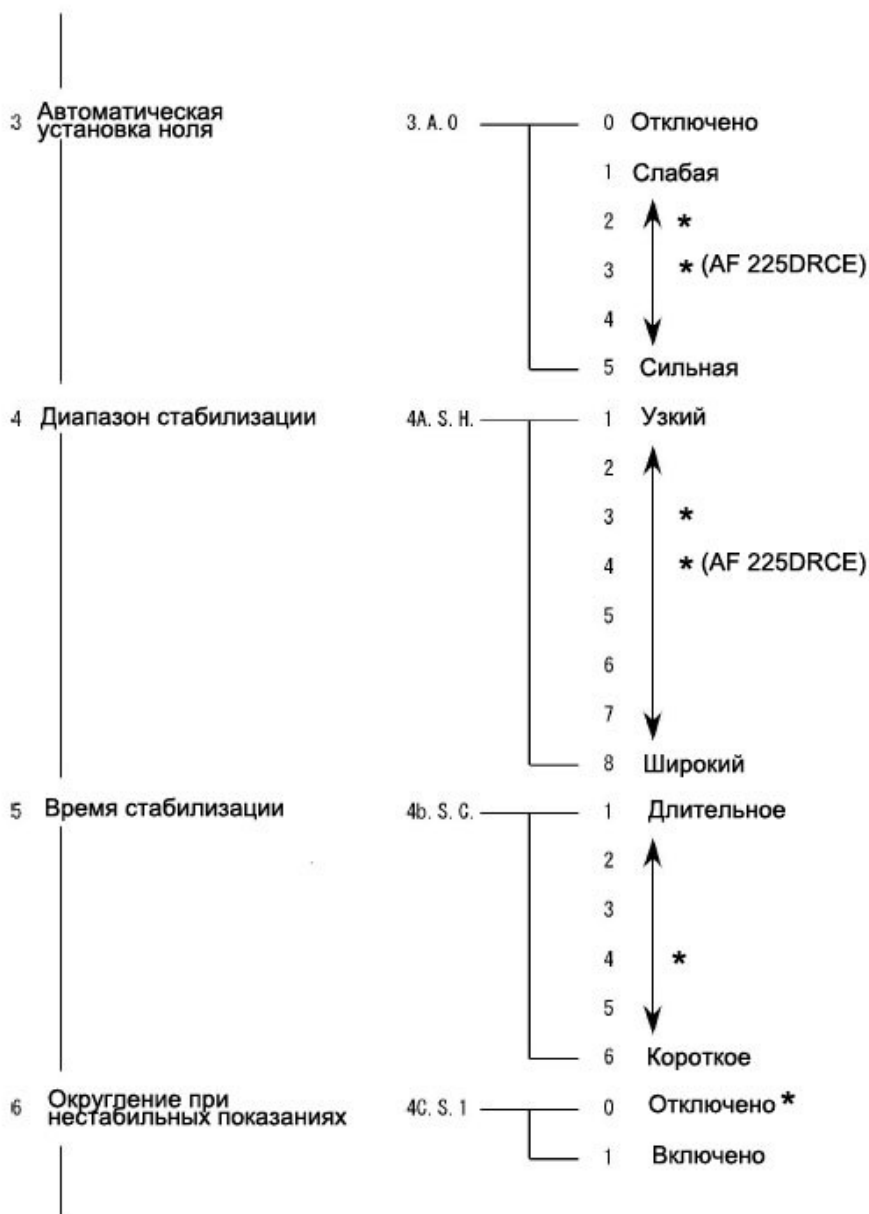 3 Автоматическая
установка ноля
3. A. 0
0 Отключено
1 Слабая
2 *
3 * (AF 225DRCE)
4
5 Сильная
4 Диапазон стабилизации
4A. S. H.
1 Узкий
2
3 *
4 * (AF 225DRCE)
5
6
7
8 Широкий
5 Время стабилизации
4b. S. C.
1 Длительное
2
3
4 *
5
6 Короткое
6 Округление при
нестабильных показаниях
4C. S. 1
0 Отключено *
1 Включено